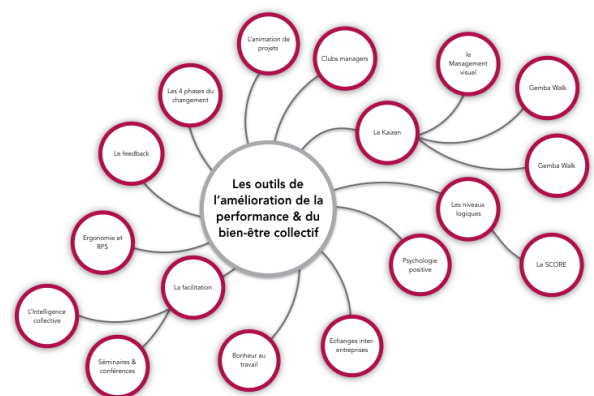 L'animation de
projets
Clubs managers
le
Management
visuel
Gemba Walk
Les 4 phases du
changement
Le Kaizen
Le feedback
Gemba Walk
Les outils de
l'amélioration de la
performance & du
bien-être collectif
Les niveaux
logiques
Ergonomie et
RPS
Psychologie
positive
Le SCORE
La facilitation
L'Intelligence
collective
Echanges inter-
entreprises
Bonheur au
travail
Séminaires &
conférences